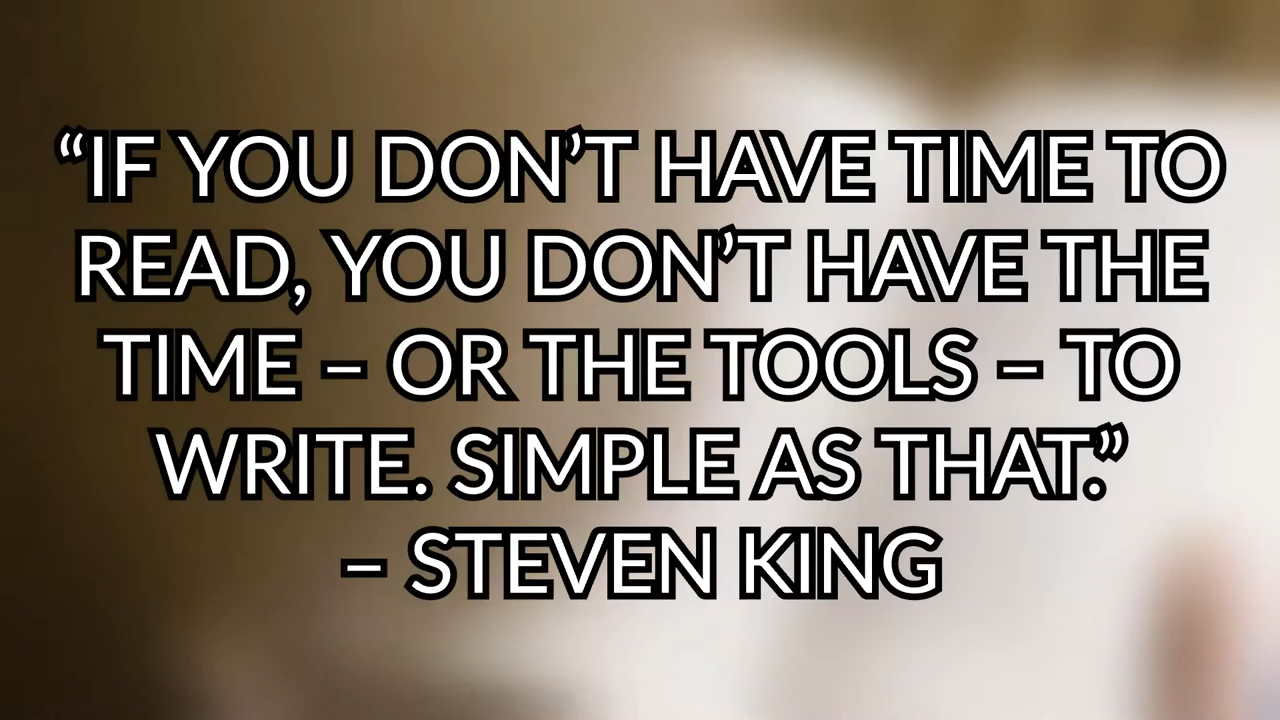 “IF YOU DON’T HAVE TIME TO
READ, YOU DON’T HAVE THE
TIME – OR THE TOOLS – TO
WRITE. SIMPLE AS THAT.”
– STEVEN KING